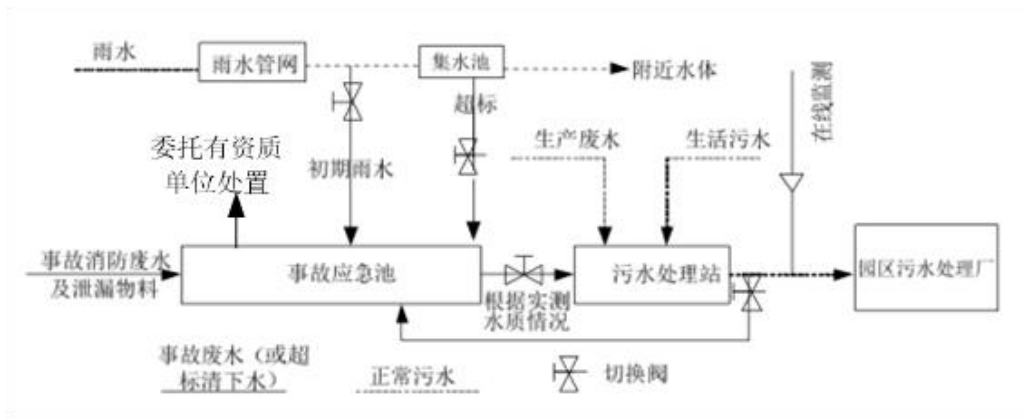 雨水
雨水管网
集水池
附近水体
超标
在线监测
生产废水
生活污水
委托有资质
单位处置
初期雨水
事故消防废水
及泄漏物料
事故应急池
污水处理站
园区污水处理厂
根据实测
水质情况
事故废水（或超
标清下水）
正常污水
切换阀